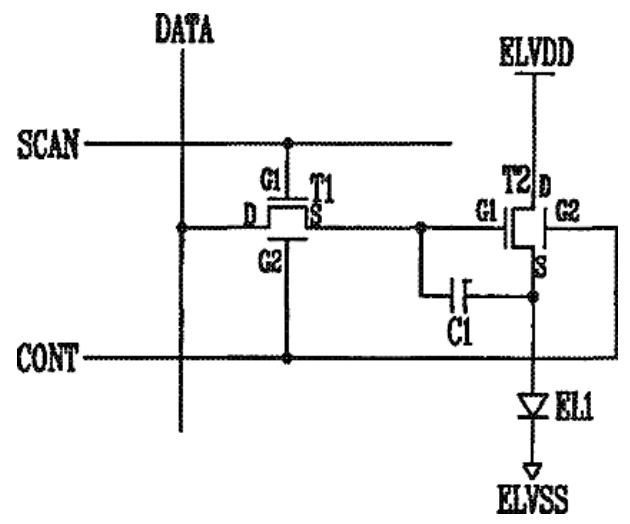 DATA
ELVDD
SCAN
G1 T1
T2 D
D S
G1 G2
G2
S
C1
CONT
EL1
ELVSS